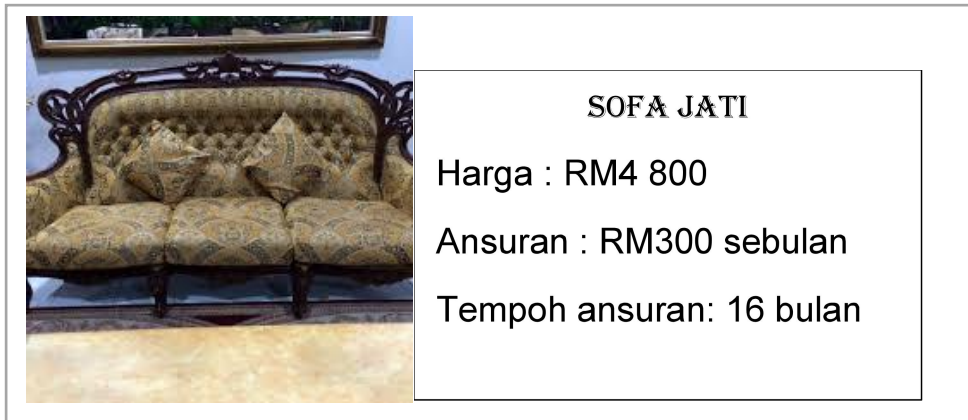 SOFA JATI
Harga : RM4 800
Ansuran : RM300 sebulan
Tempoh ansuran: 16 bulan